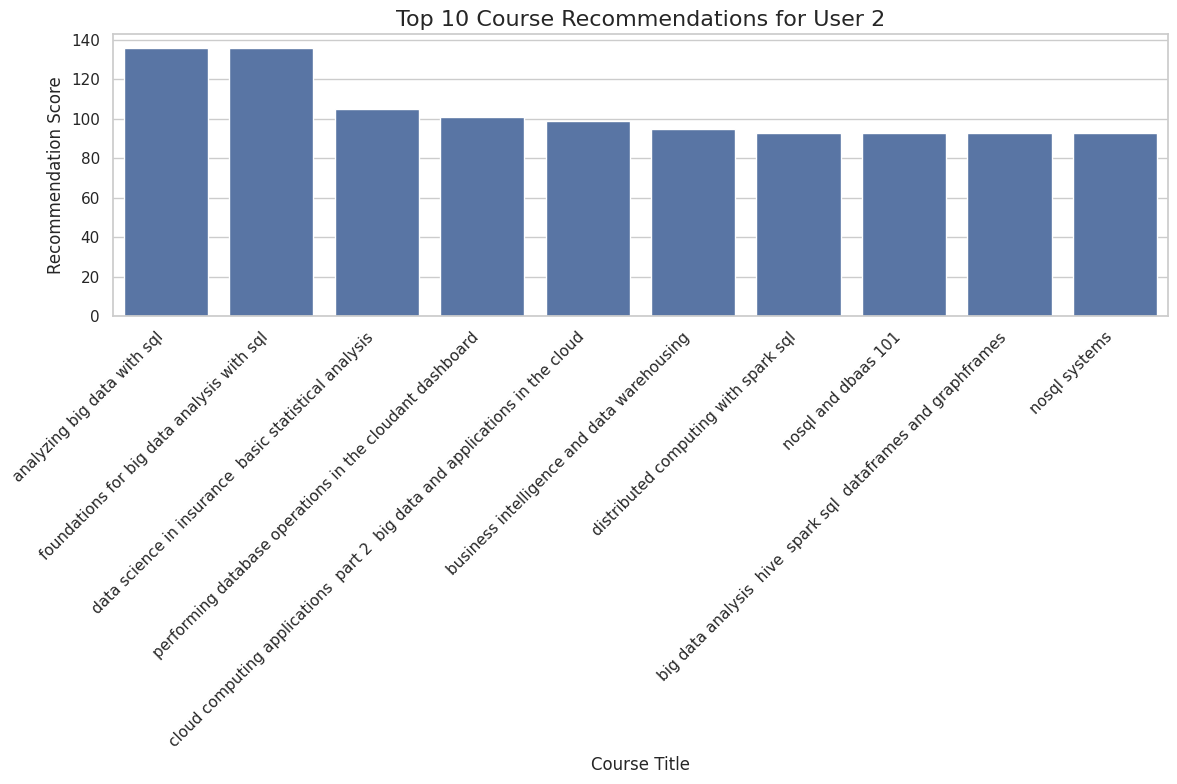 Top 10 Course Recommendations for User 2
Recommendation Score
140
120
100
80
60
40
20
0
analyzing big data with sql
foundations for big data analysis with sql
data science in insurance  basic statistical analysis
performing database operations in the cloudant dashboard
cloud computing applications  part 2  big data and applications in the cloud
business intelligence and data warehousing
distributed computing with spark sql
nosql and dbaas 101
big data analysis  hive  spark sql  dataframes and graphframes
nosql systems
Course Title